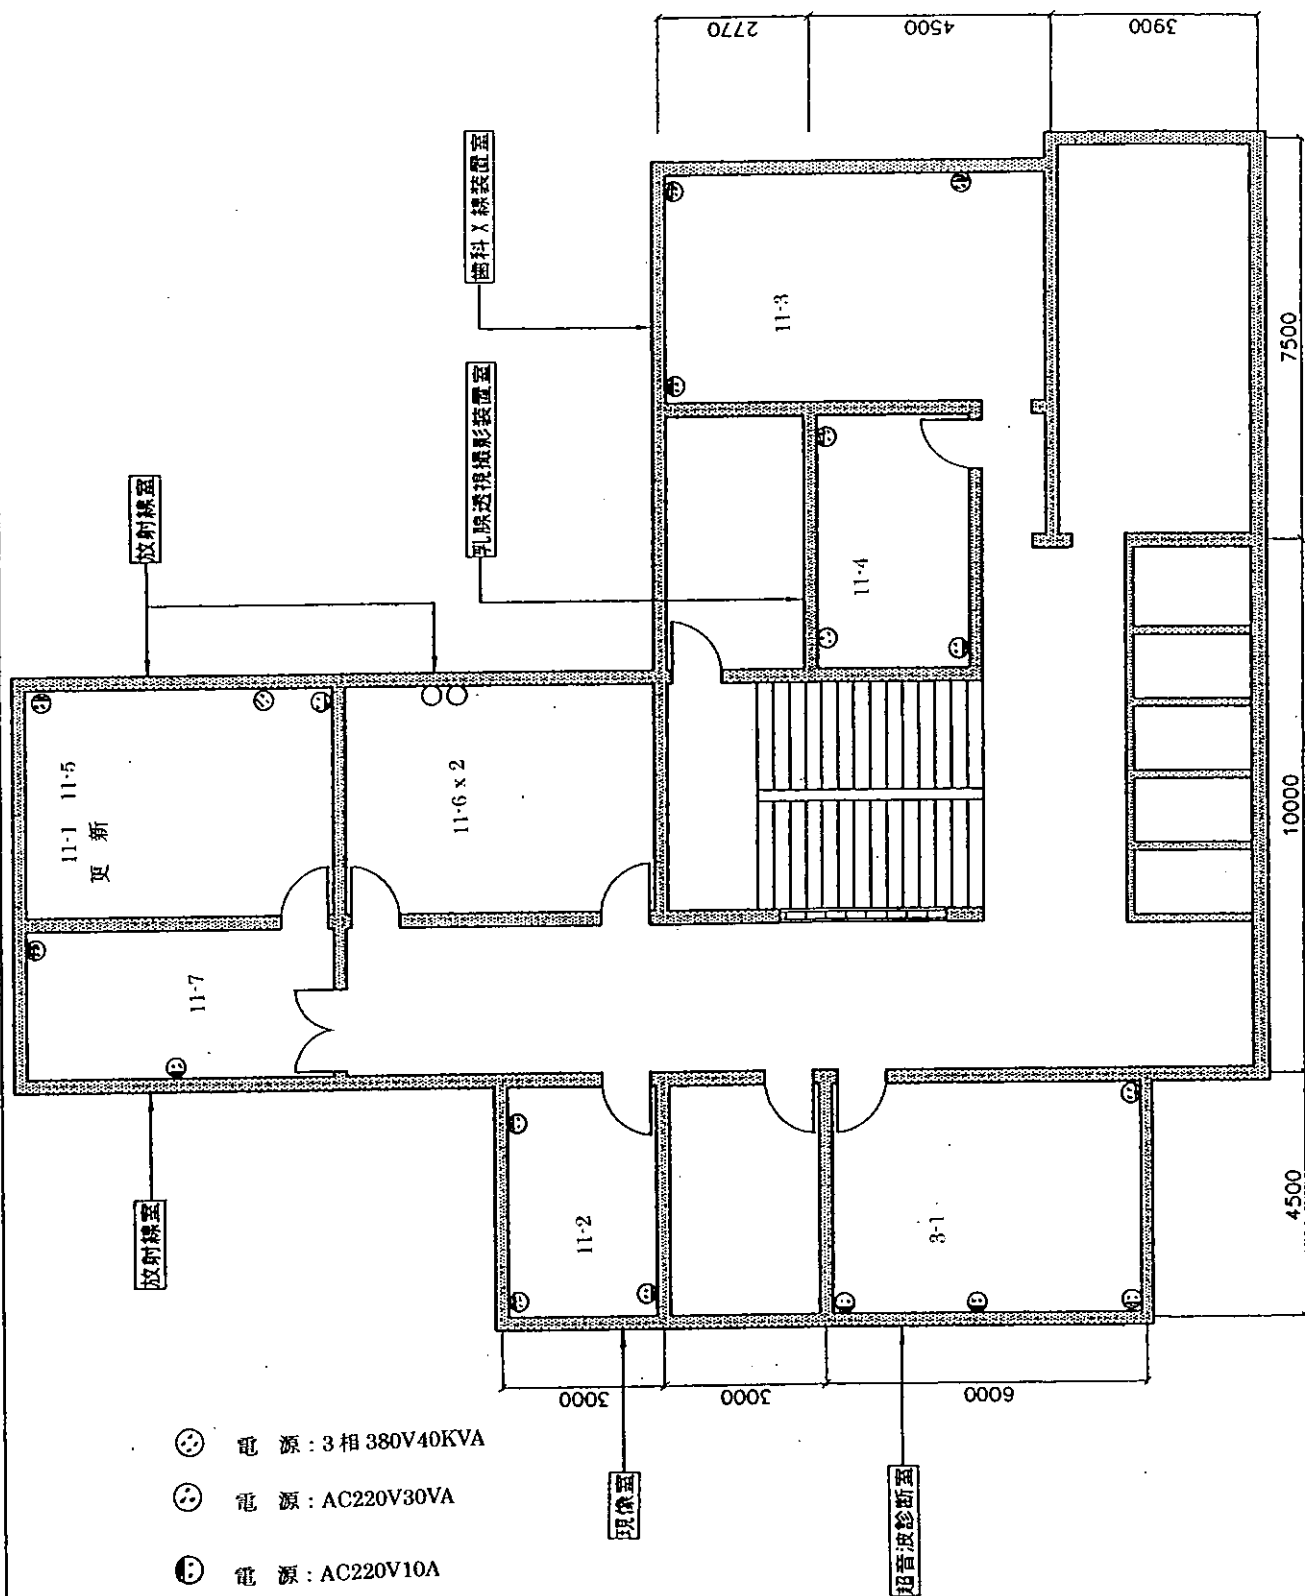 2770
4500
3900
歯科X線装置室
11-3
7500
乳腺透視撮影装置室
放射線室
11-4
11-1 11-5
更 新
11-6 x 2
10000
11-7
放射線室
11-2
3-1
4500
3000
3000
6000
現像室
超音波診断室
電 源 : 3相 380V40KVA
電 源 : AC220V30VA
電 源 : AC220V10A